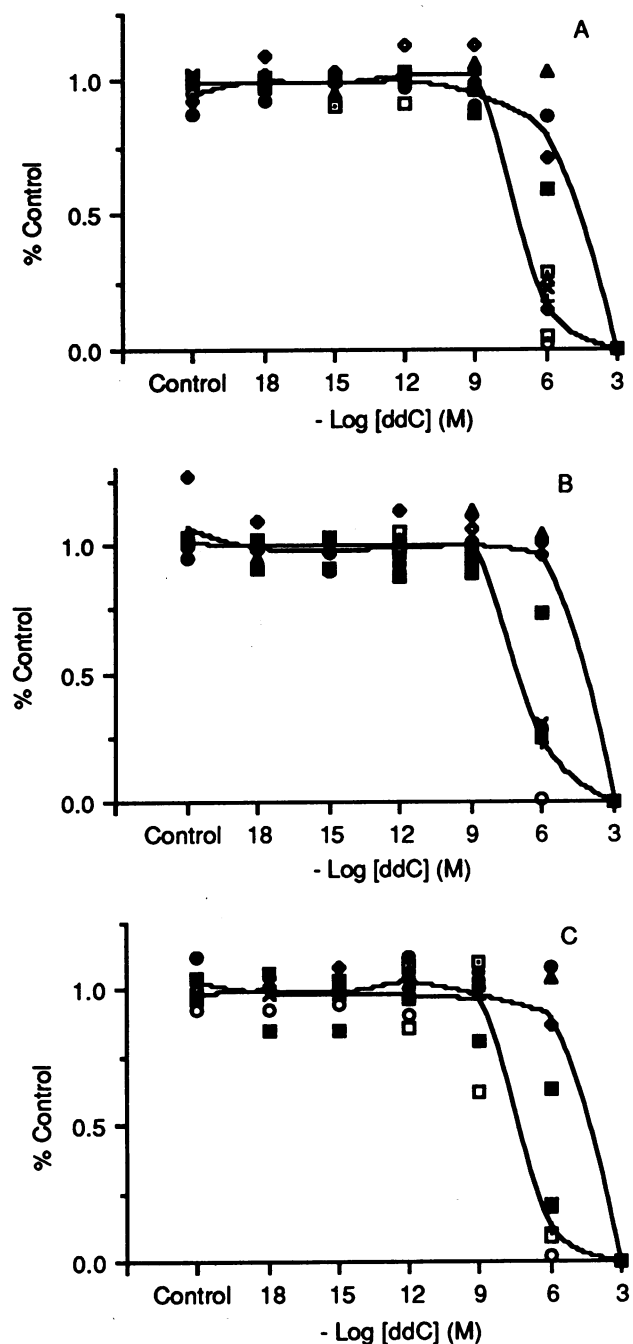 A
% Control
1.0
0.5
0.0
Control 18 15 12 9 6 3
- Log [ddC] (M)
B
% Control
1.0
0.5
0.0
Control 18 15 12 9 6 3
- Log [ddC] (M)
C
% Control
1.0
0.5
0.0
Control 18 15 12 9 6 3
- Log [ddC] (M)